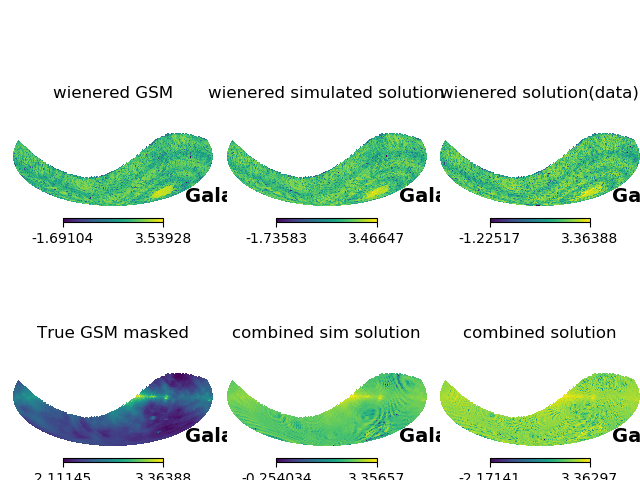 wienered GSM
wienered simulated solution
wienered solution(data)
Gala
Gala
Ga
-1.69104 3.53928
-1.73583 3.46647
-1.22517 3.36388
True GSM masked
combined sim solution
combined solution
Gala
Gala
Ga
2.11145 3.36388
-0.254034 3.35657
-2.17141 3.36297